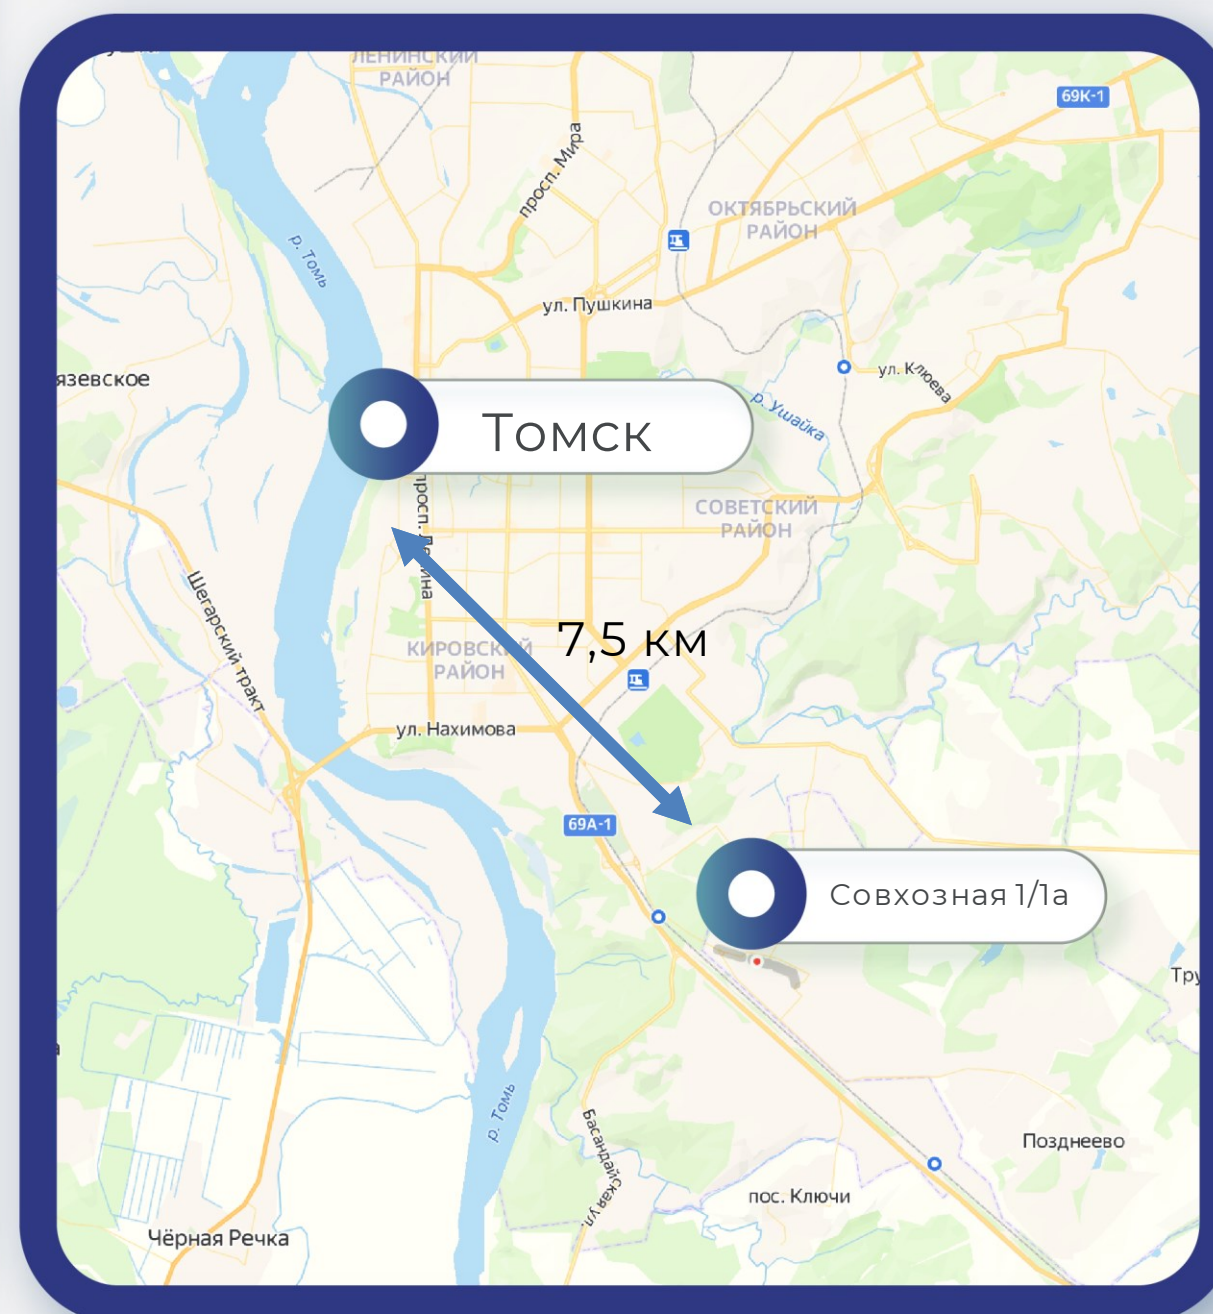 ЛЕНИНСКИЙ
РАЙОН
69К-1
просп. Мира
ОКТЯБРЬСКИЙ
РАЙОН
р. Томь
ул. Пушкина
ул. Клюева
р. Ушайка
Томск
СОВЕТСКИЙ
РАЙОН
просп. Ленина
Шегарский тракт
7,5 км
КИРОВСКИЙ
РАЙОН
ул. Нахимова
69А-1
Совхозная 1/1а
р. Томь
Басандайская ул.
Позднеево
пос. Ключи
Чёрная Речка